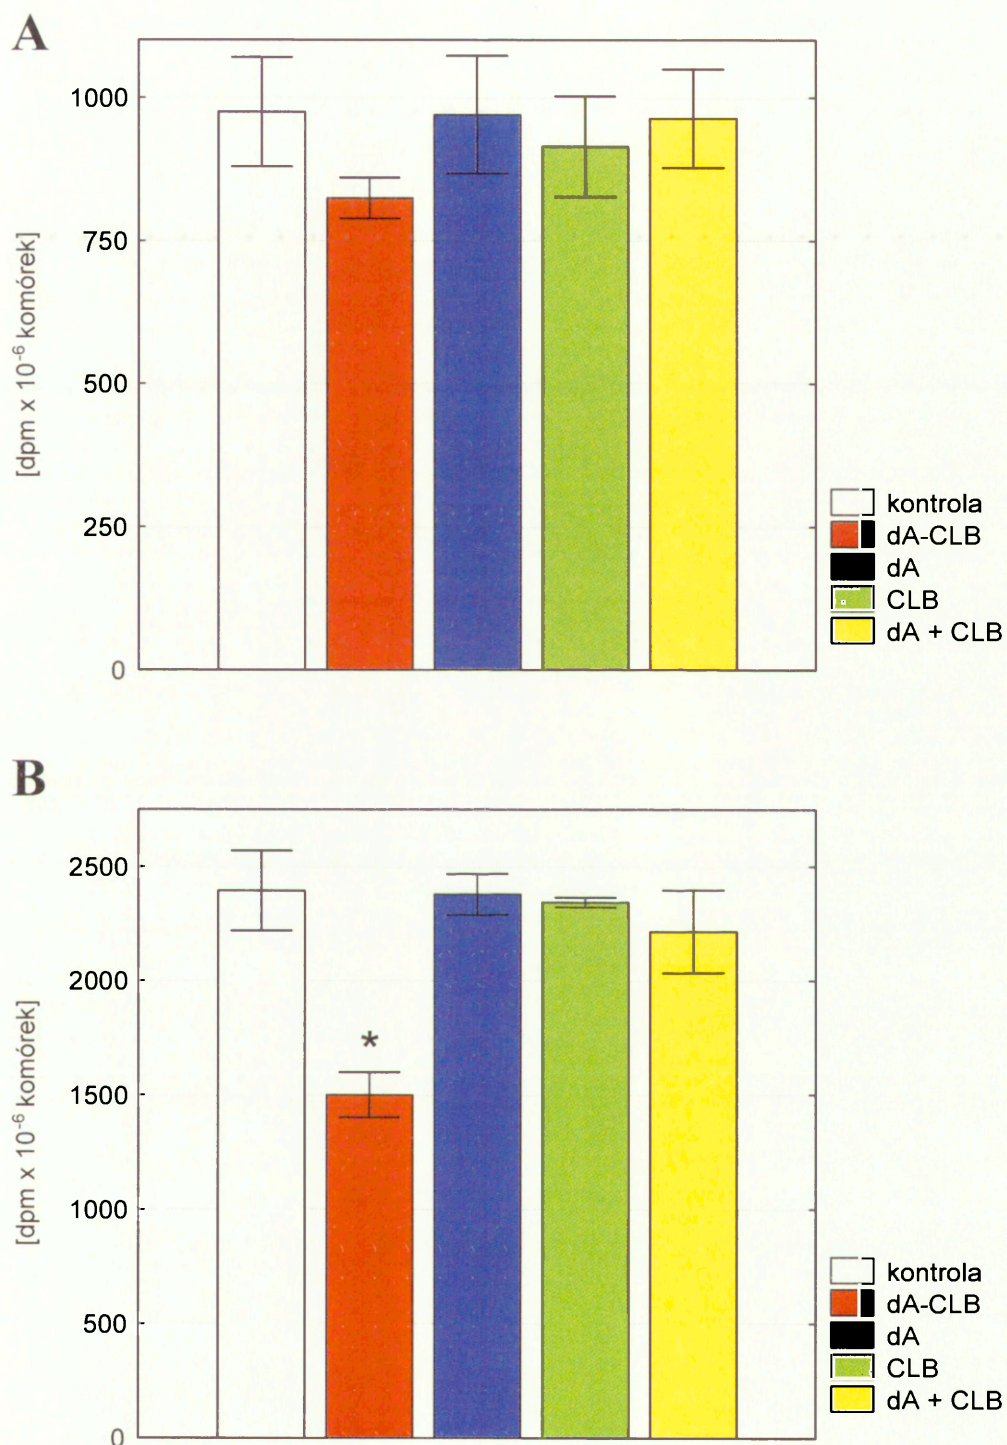 A
1000
750
500
250
0
[dpm x 10⁻⁶ komórek]
kontrola
dA-CLB
dA
CLB
dA + CLB
B
2500
2000
1500
1000
500
0
[dpm x 10⁻⁶ komórek]
*
kontrola
dA-CLB
dA
CLB
dA + CLB